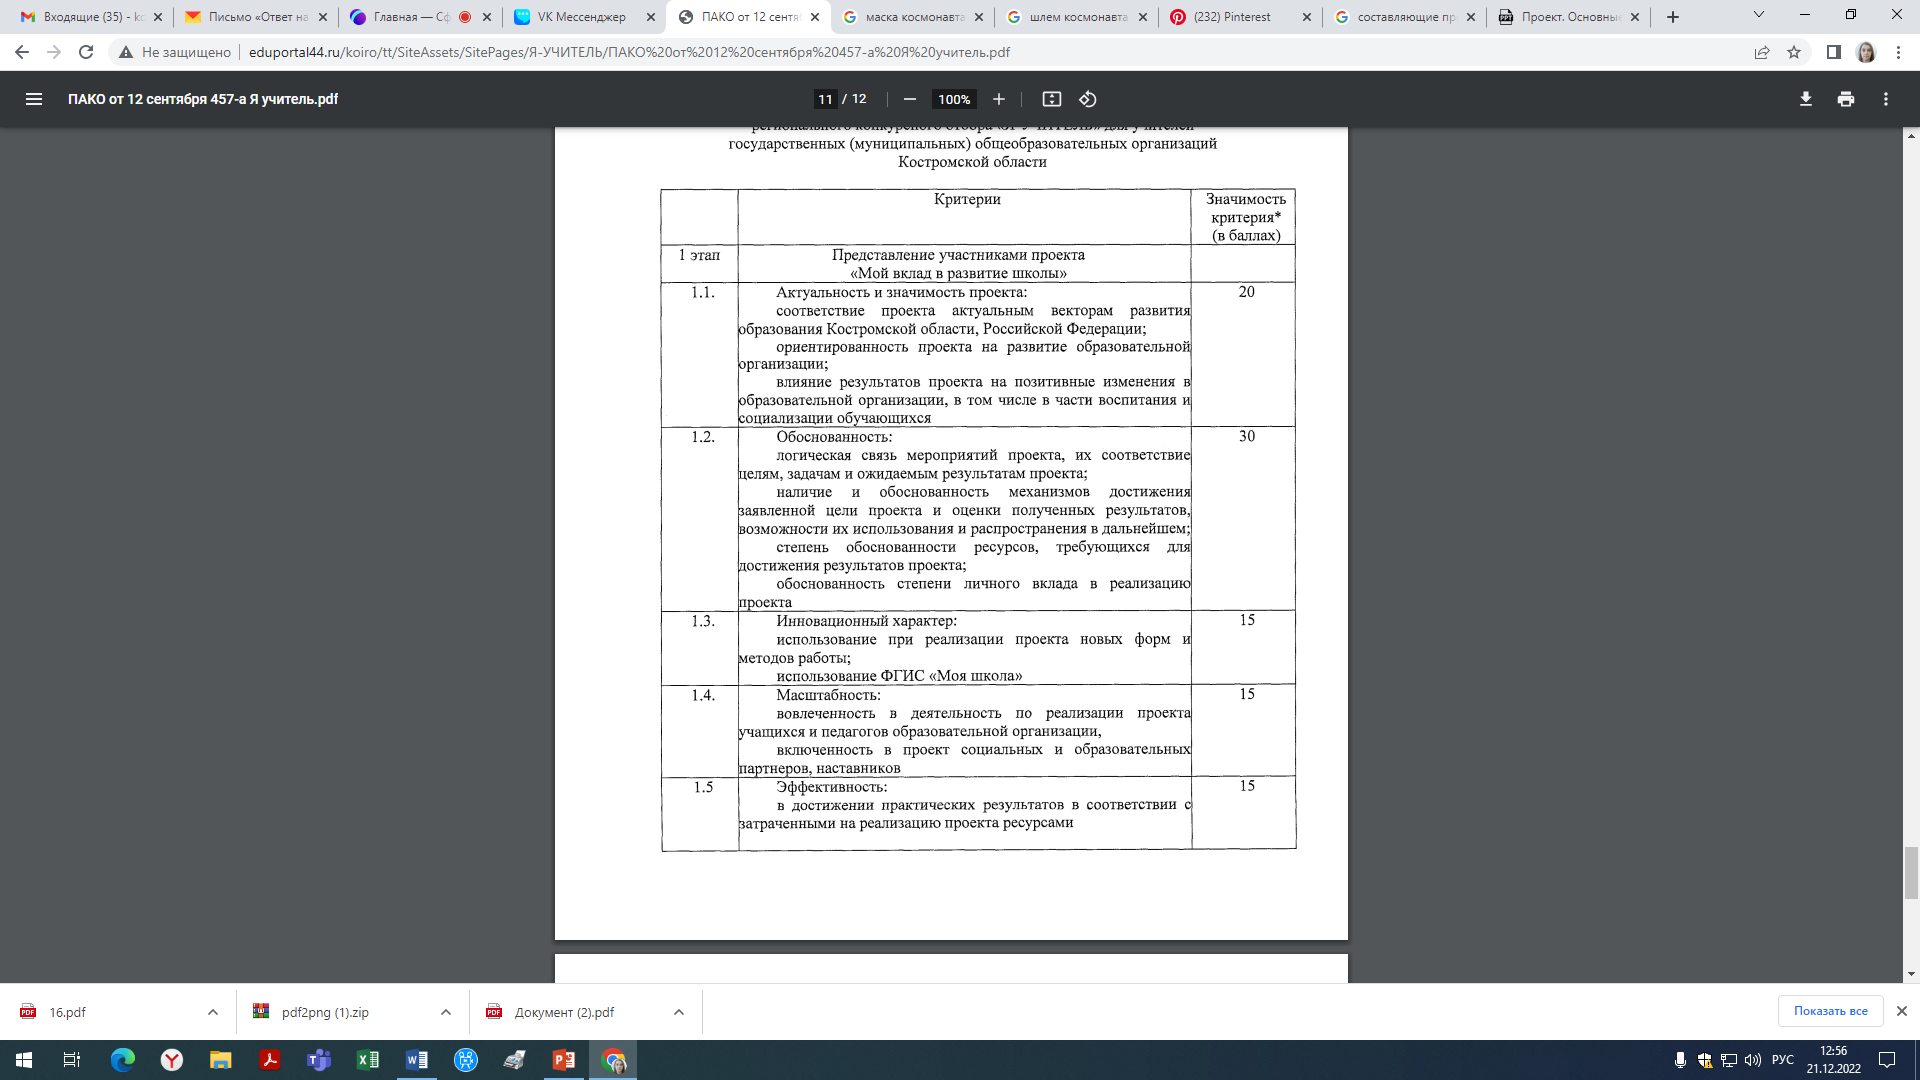 Входящие (35) - ко
Письмо «Ответ на
Главная — Сф
VK Мессенджер
ПАКО от 12 сентяб
маска космонавта
шлем космонавта
(232) Pinterest
составляющие пр
Проект. Основные
Не защищено
eduportal44.ru/koiro/tt/SiteAssets/SitePages/Я-УЧИТЕЛЬ/ПАКО%20от%2012%20сентября%20457-а%20Я%20учитель.pdf
ПАКО от 12 сентября 457-а Я учитель.pdf
11 / 12
100%
регионального конкурсного отбора «Я-УЧИТЕЛЬ» для учителей
государственных (муниципальных) общеобразовательных организаций
Костромской области
Критерии
Значимость
критерия*
(в баллах)
1 этап
Представление участниками проекта
«Мой вклад в развитие школы»
1.1.
Актуальность и значимость проекта:
20
соответствие проекта актуальным векторам развития
образования Костромской области, Российской Федерации;
ориентированность проекта на развитие образовательной
организации;
влияние результатов проекта на позитивные изменения в
образовательной организации, в том числе в части воспитания и
социализации обучающихся
1.2.
Обоснованность:
30
логическая связь мероприятий проекта, их соответствие
целям, задачам и ожидаемым результатам проекта;
наличие и обоснованность механизмов достижения
заявленной цели проекта и оценки полученных результатов,
возможности их использования и распространения в дальнейшем;
степень обоснованности ресурсов, требующихся для
достижения результатов проекта;
обоснованность степени личного вклада в реализацию
проекта
1.3.
Инновационный характер:
15
использование при реализации проекта новых форм и
методов работы;
использование ФГИС «Моя школа»
1.4.
Масштабность:
15
вовлеченность в деятельность по реализации проекта
учащихся и педагогов образовательной организации,
включенность в проект социальных и образовательных
партнеров, наставников
1.5
Эффективность:
15
в достижении практических результатов в соответствии с
затраченными на реализацию проекта ресурсами
16.pdf
pdf2png (1).zip
Документ (2).pdf
Показать все
РУС
12:56
21.12.2022